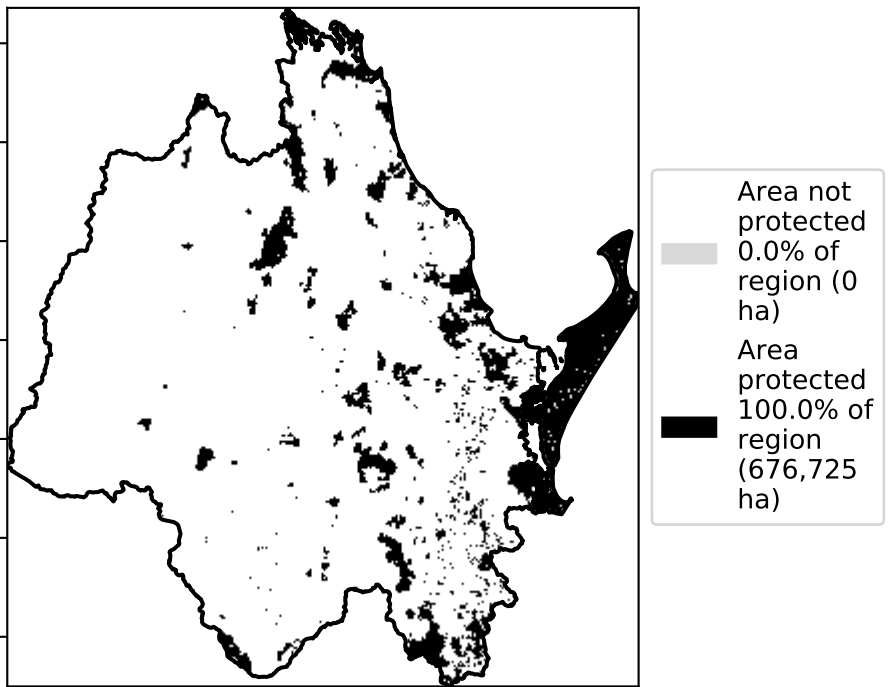 Area not
protected
0.0% of
region (0
ha)
Area
protected
100.0% of
region
(676,725
ha)